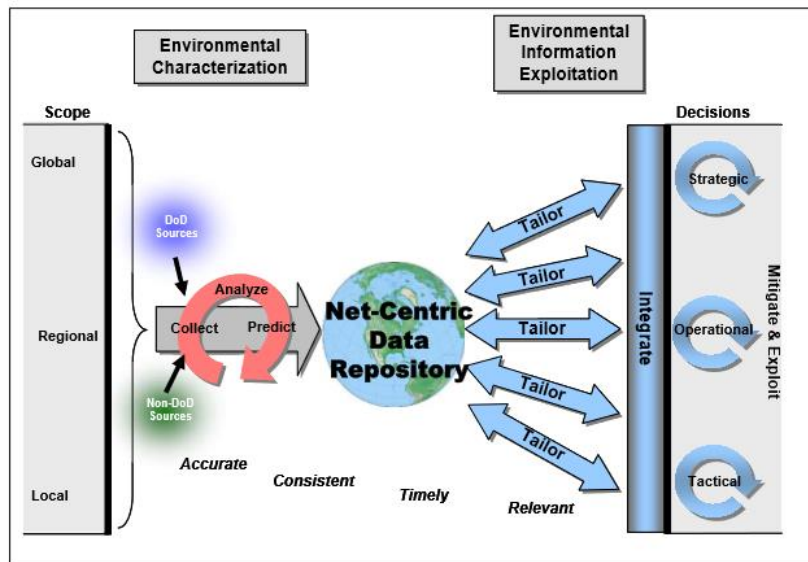 Environmental
Characterization
Environmental
Information
Exploitation
Scope
Decisions
Global
Regional
Local
DoD
Sources
Non-DoD
Sources
Analyze
Collect
Predict
Net-Centric
Data
Repository
Tailor
Tailor
Tailor
Tailor
Tailor
Integrate
Strategic
Operational
Tactical
Mitigate & Exploit
Accurate
Consistent
Timely
Relevant